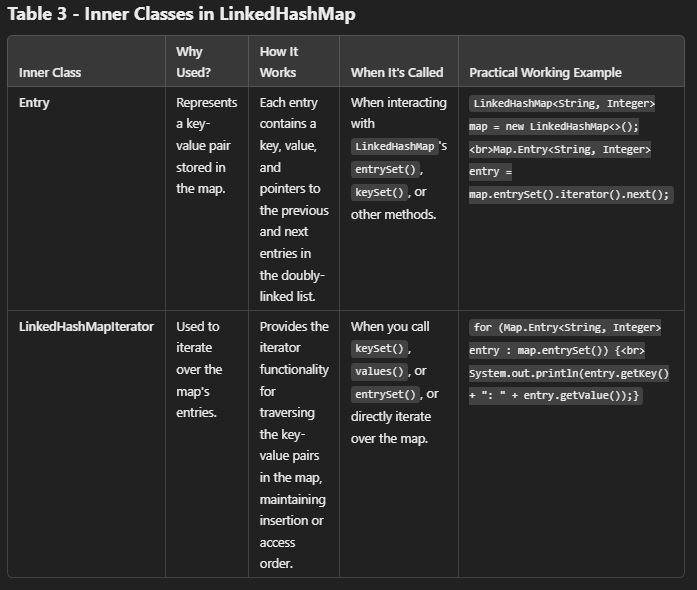 Table 3 - Inner Classes in LinkedHashMap
Inner Class
Why
Used?
How It
Works
When It's Called
Practical Working Example
Entry
Represents
a key-
value pair
stored in
the map.
Each entry
contains a
key, value,
and
pointers to
the previous
and next
entries in
the doubly-
linked list.
When interacting
with
LinkedHashMap's
entrySet(),
keySet(), or
other methods.
LinkedHashMap<String, Integer>
map = new LinkedHashMap<>();
<br>Map.Entry<String, Integer>
entry =
map.entrySet().iterator().next();
LinkedHashMapIterator
Used to
iterate
over the
map's
entries.
Provides the
iterator
functionality
for
traversing
the key-
value pairs
in the map,
maintaining
insertion or
access
order.
When you call
keySet(),
values(), or
entrySet(), or
directly iterate
over the map.
for (Map.Entry<String, Integer>
entry : map.entrySet()) {<br>
System.out.println(entry.getKey()
+ ": " + entry.getValue());}